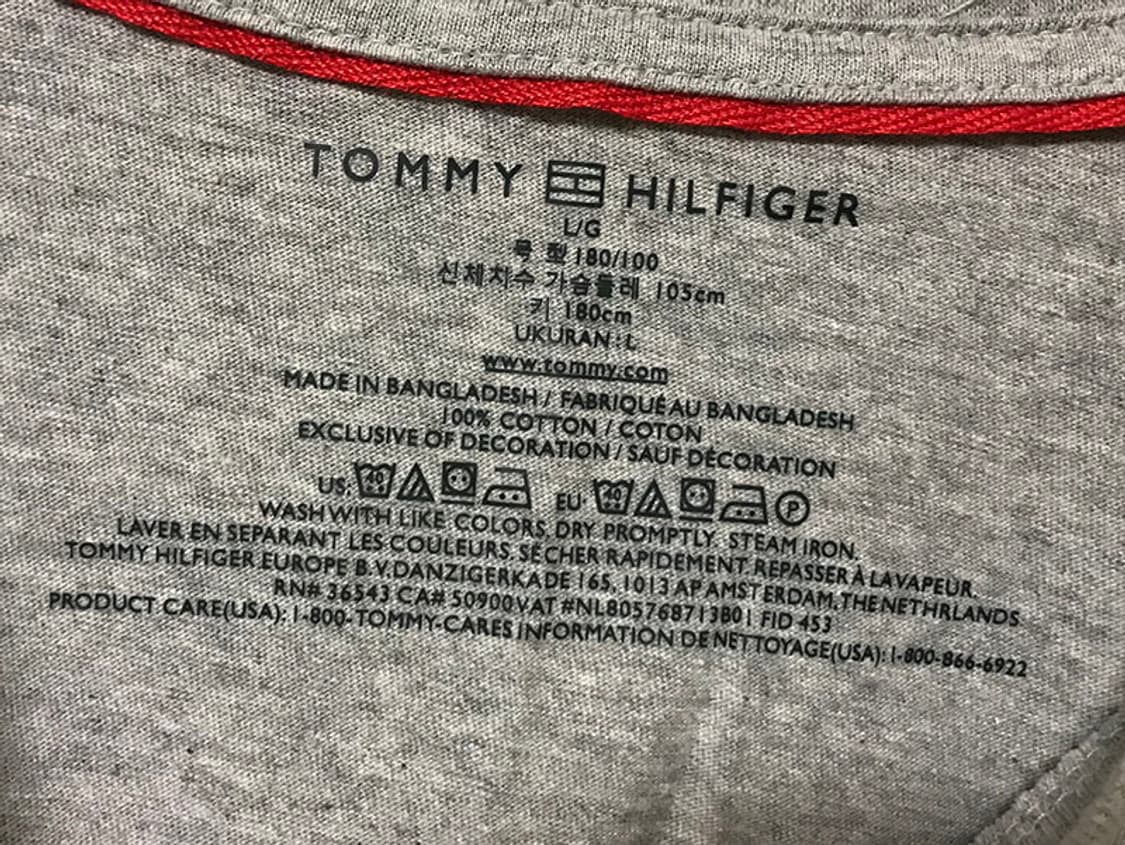 TOMMY HILFIGER
L/G
号型 180/100
신체치수 가슴둘레 105cm
키 180cm
UKURAN : L
www.tommy.com
MADE IN BANGLADESH / FABRIQUÉ AU BANGLADESH
100% COTTON / COTON
EXCLUSIVE OF DECORATION / SAUF DÉCORATION
US: 40 EU: 40 P
WASH WITH LIKE COLORS, DRY PROMPTLY. STEAM IRON.
LAVER EN SEPARANT LES COULEURS. SÉCHER RAPIDEMENT. REPASSER À LA VAPEUR.
TOMMY HILFIGER EUROPE B.V. DANZIGERKADE 165, 1013 AP AMSTERDAM, THE NETHRLANDS
RN# 36543 CA# 50900 VAT #NL805768713B01 FID 453
PRODUCT CARE(USA): 1-800-TOMMY-CARES INFORMATION DE NETTOYAGE(USA): 1-800-866-6922